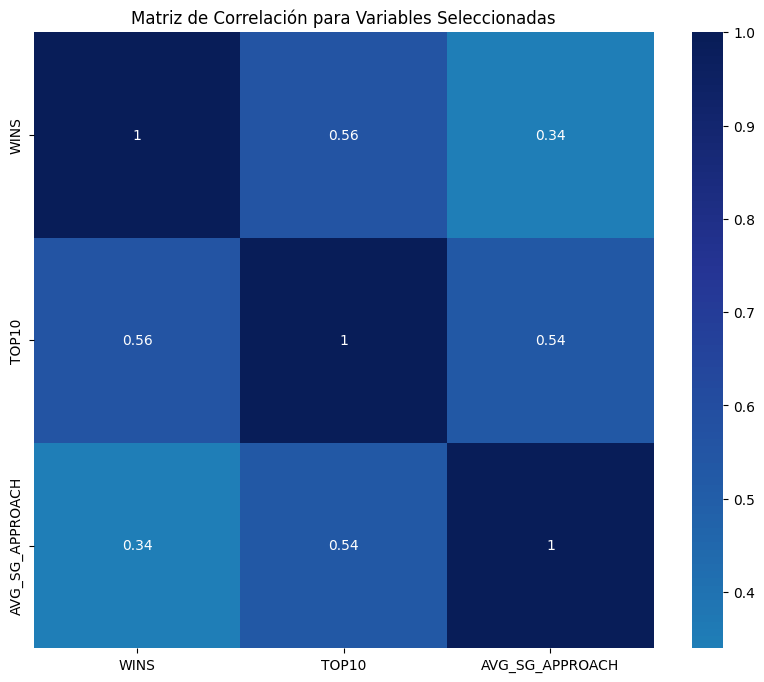 Matriz de Correlación para Variables Seleccionadas
WINS
1
0.56
0.34
TOP10
0.56
1
0.54
AVG_SG_APPROACH
0.34
0.54
1
WINS
TOP10
AVG_SG_APPROACH
1.0
0.9
0.8
0.7
0.6
0.5
0.4